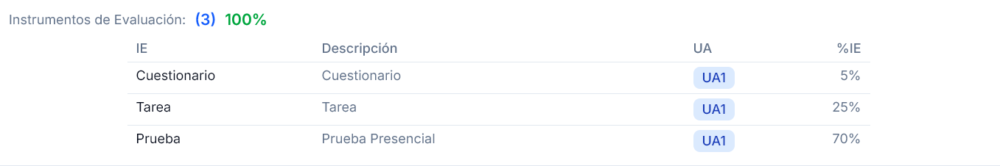 Instrumentos de Evaluación: (3) 100%
IE Descripción UA %IE
Cuestionario Cuestionario UA1 5%
Tarea Tarea UA1 25%
Prueba Prueba Presencial UA1 70%